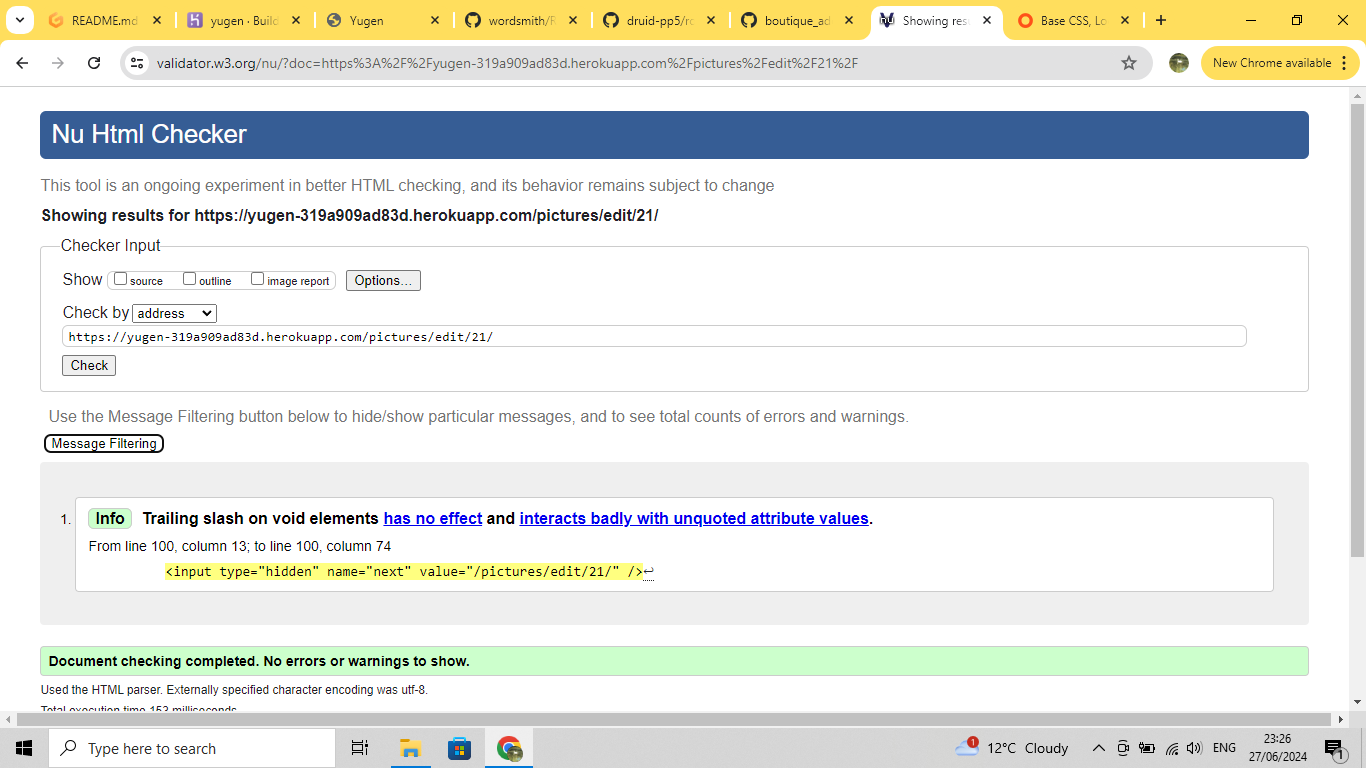 README.md
yugen · Build
Yugen
wordsmith/R
druid-pp5/re
boutique_ad
Showing resu
Base CSS, Lo
validator.w3.org/nu/?doc=https%3A%2F%2Fyugen-319a909ad83d.herokuapp.com%2Fpictures%2Fedit%2F21%2F
New Chrome available
Nu Html Checker
This tool is an ongoing experiment in better HTML checking, and its behavior remains subject to change
Showing results for https://yugen-319a909ad83d.herokuapp.com/pictures/edit/21/
Checker Input
Show source outline image report Options...
Check by address
https://yugen-319a909ad83d.herokuapp.com/pictures/edit/21/
Check
Use the Message Filtering button below to hide/show particular messages, and to see total counts of errors and warnings.
Message Filtering
1. Info Trailing slash on void elements has no effect and interacts badly with unquoted attribute values.
From line 100, column 13; to line 100, column 74
<input type="hidden" name="next" value="/pictures/edit/21/" />↩
Document checking completed. No errors or warnings to show.
Used the HTML parser. Externally specified character encoding was utf-8.
Total execution time 153 milliseconds.
Type here to search
1
12°C Cloudy
ENG
23:26
27/06/2024
1